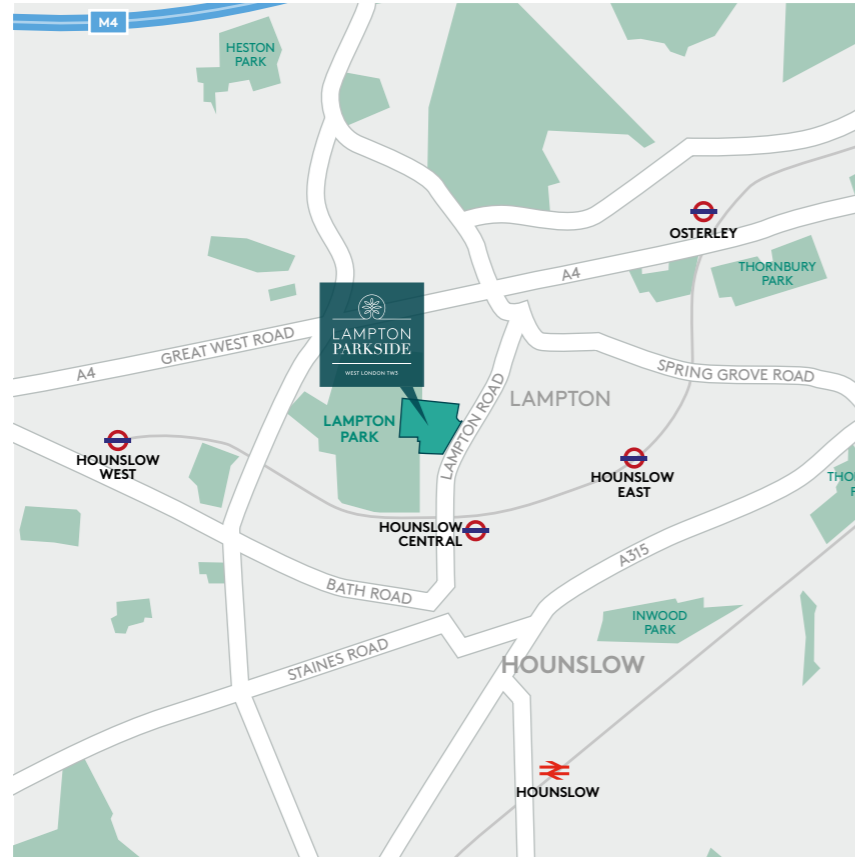 M4
HESTON
PARK
OSTERLEY
THORNBURY
PARK
A4
LAMPTON
PARKSIDE
WEST LONDON TW3
GREAT WEST ROAD
A4
SPRING GROVE ROAD
LAMPTON
LAMPTON ROAD
LAMPTON
PARK
HOUNSLOW
WEST
HOUNSLOW
EAST
THO
HOUNSLOW
CENTRAL
A315
BATH ROAD
INWOOD
PARK
STAINES ROAD
HOUNSLOW
HOUNSLOW